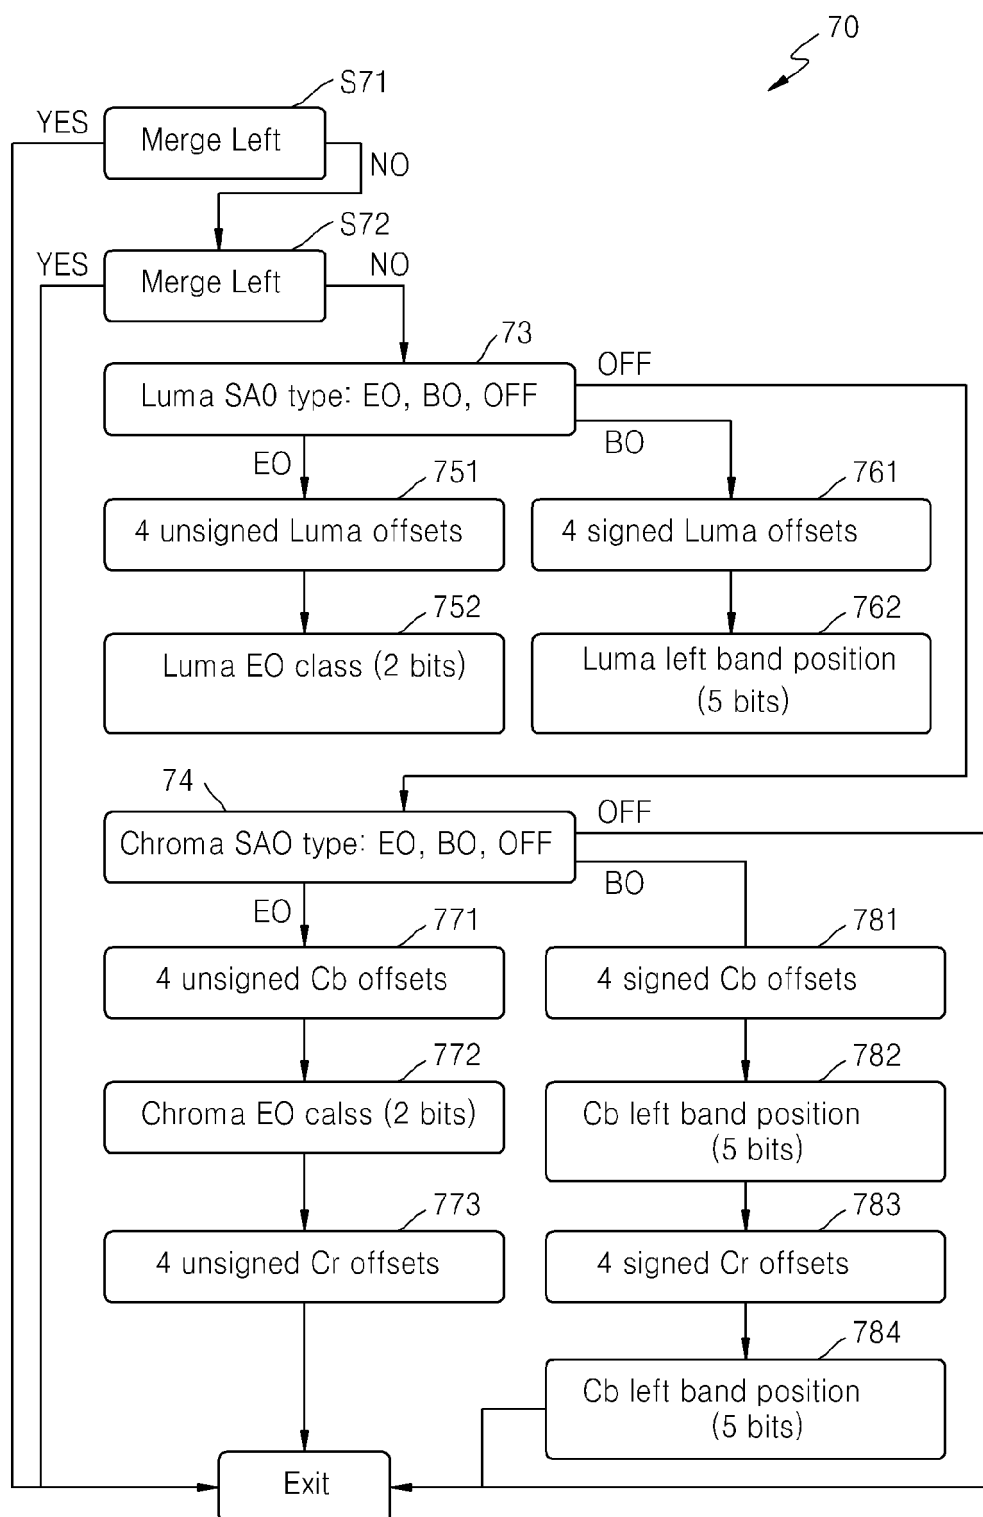 70
S71
YES
Merge Left
NO
S72
YES
Merge Left
NO
73
OFF
Luma SA0 type: EO, BO, OFF
EO
BO
751
761
4 unsigned Luma offsets
4 signed Luma offsets
752
762
Luma EO class (2 bits)
Luma left band position
(5 bits)
74
OFF
Chroma SAO type: EO, BO, OFF
EO
BO
771
781
4 unsigned Cb offsets
4 signed Cb offsets
772
782
Chroma EO calss (2 bits)
Cb left band position
(5 bits)
773
783
4 unsigned Cr offsets
4 signed Cr offsets
784
Cb left band position
(5 bits)
Exit